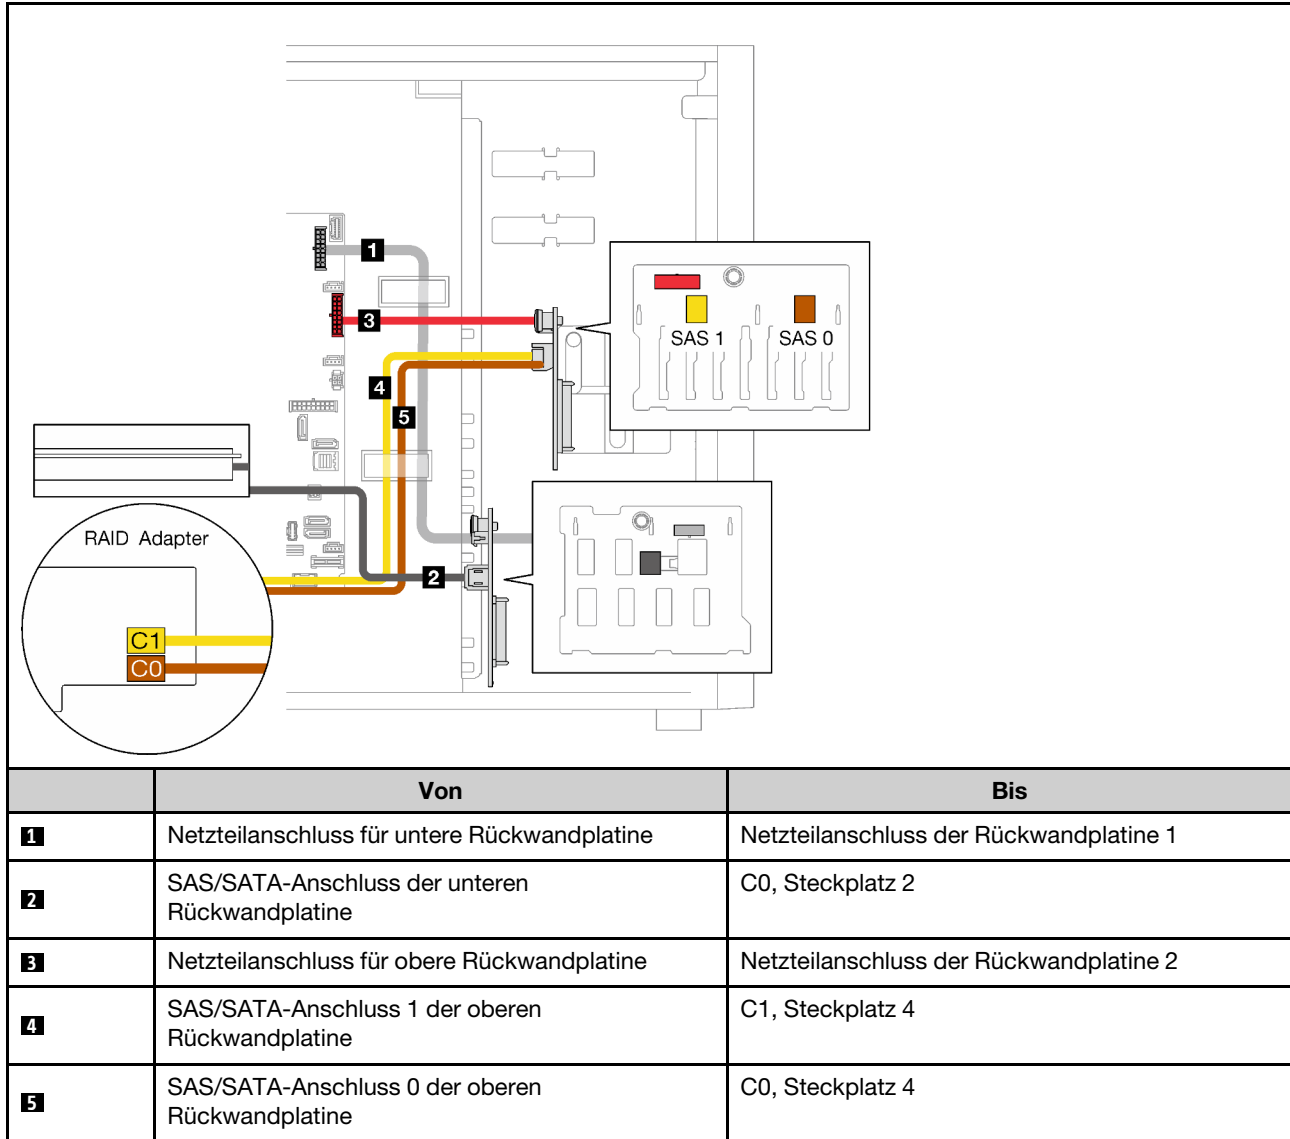 1
3
SAS 1
SAS 0
4
5
RAID Adapter
2
C1
C0
Von
Bis
1
Netzteilanschluss für untere Rückwandplatine
Netzteilanschluss der Rückwandplatine 1
2
SAS/SATA-Anschluss der unteren
Rückwandplatine
C0, Steckplatz 2
3
Netzteilanschluss für obere Rückwandplatine
Netzteilanschluss der Rückwandplatine 2
4
SAS/SATA-Anschluss 1 der oberen
Rückwandplatine
C1, Steckplatz 4
5
SAS/SATA-Anschluss 0 der oberen
Rückwandplatine
C0, Steckplatz 4